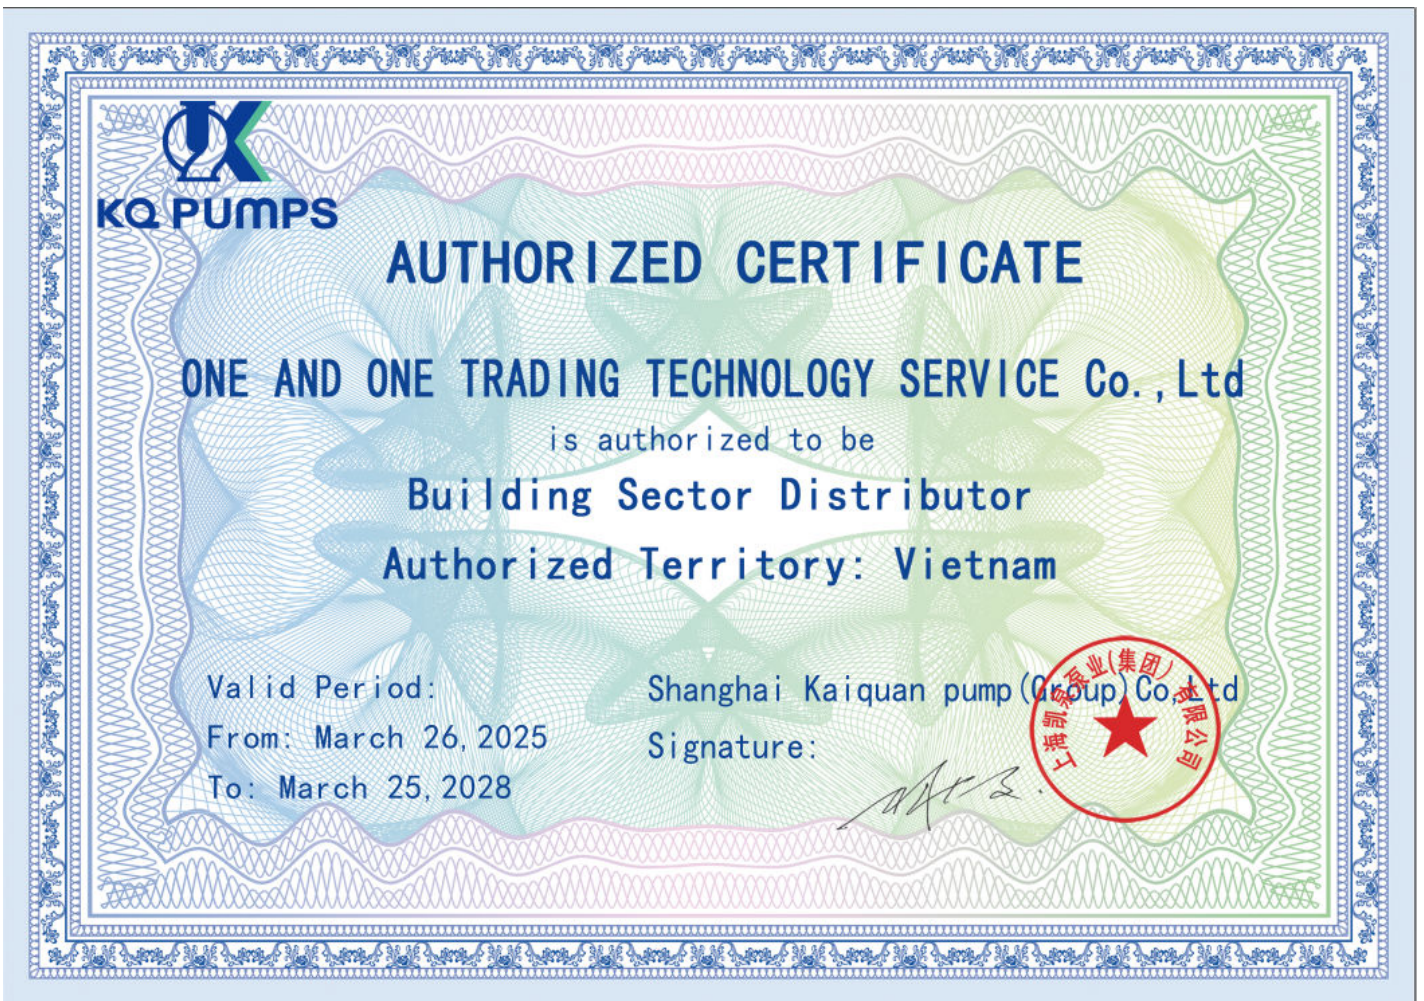 KQ PUMPS
AUTHORIZED CERTIFICATE
ONE AND ONE TRADING TECHNOLOGY SERVICE Co.,Ltd
is authorized to be
Building Sector Distributor
Authorized Territory: Vietnam
Valid Period:
From: March 26,2025
To: March 25,2028
Shanghai Kaiquan pump(Group)Co,Ltd
Signature:
上海凯泉泵业(集团)有限公司